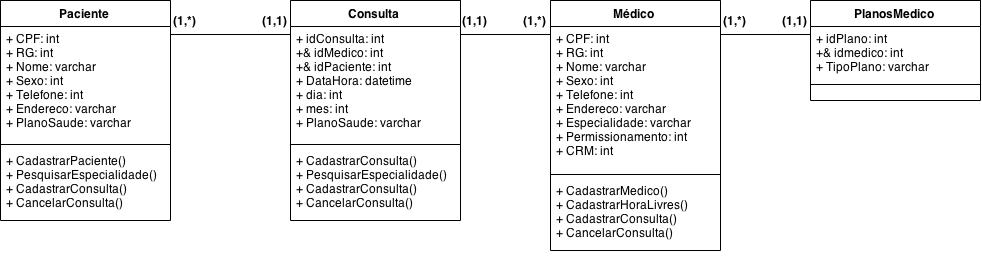 Paciente
+ CPF: int
+ RG: int
+ Nome: varchar
+ Sexo: int
+ Telefone: int
+ Endereco: varchar
+ PlanoSaude: varchar
+ CadastrarPaciente()
+ PesquisarEspecialidade()
+ CadastrarConsulta()
+ CancelarConsulta()
(1,*)
(1,1)
Consulta
+ idConsulta: int
+& idMedico: int
+& idPaciente: int
+ DataHora: datetime
+ dia: int
+ mes: int
+ PlanoSaude: varchar
+ CadastrarConsulta()
+ PesquisarEspecialidade()
+ CadastrarConsulta()
+ CancelarConsulta()
(1,1)
(1,*)
Médico
+ CPF: int
+ RG: int
+ Nome: varchar
+ Sexo: int
+ Telefone: int
+ Endereco: varchar
+ Especialidade: varchar
+ Permissionamento: int
+ CRM: int
+ CadastrarMedico()
+ CadastrarHoraLivres()
+ CadastrarConsulta()
+ CancelarConsulta()
(1,*)
(1,1)
PlanosMedico
+ idPlano: int
+& idmedico: int
+ TipoPlano: varchar